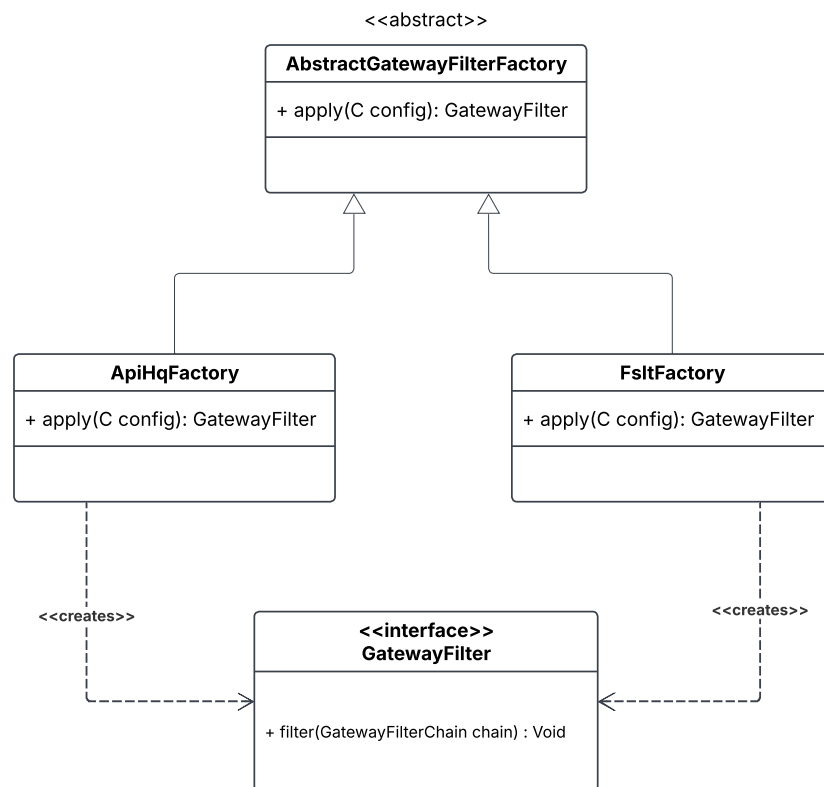 <<abstract>>
AbstractGatewayFilterFactory
+ apply(C config): GatewayFilter
ApiHqFactory
+ apply(C config): GatewayFilter
FsltFactory
+ apply(C config): GatewayFilter
<<creates>>
<<creates>>
<<interface>>
GatewayFilter
+ filter(GatewayFilterChain chain) : Void